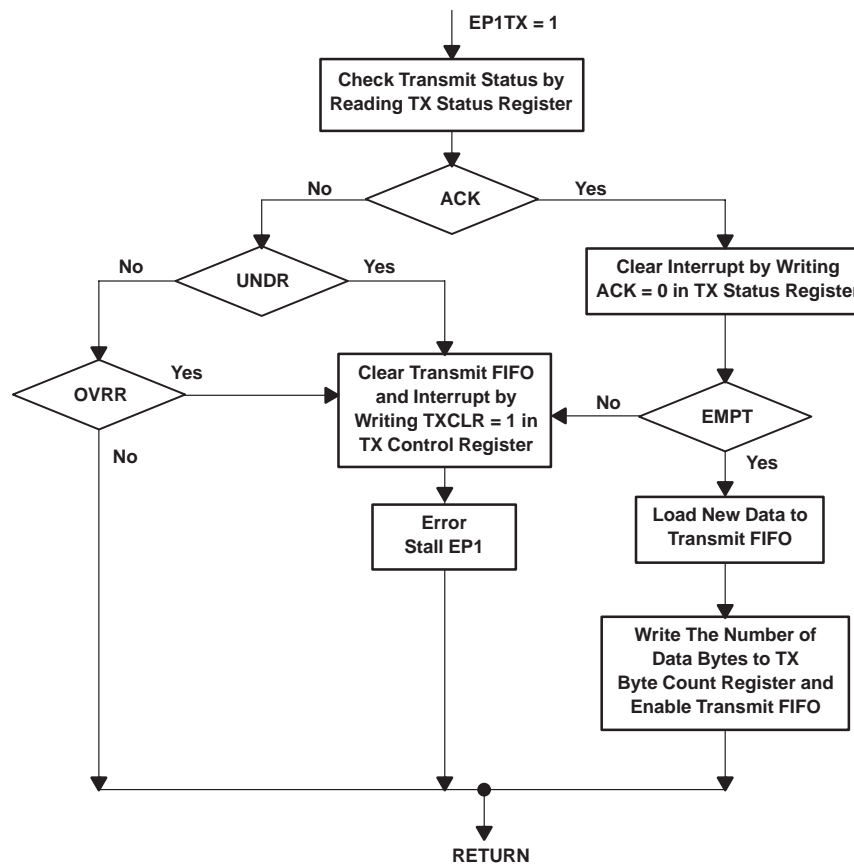 EP1TX = 1
Check Transmit Status by
Reading TX Status Register
No
ACK
Yes
No
UNDR
Yes
Clear Interrupt by Writing
ACK = 0 in TX Status Register
OVRR
Yes
Clear Transmit FIFO
and Interrupt by
Writing TXCLR = 1 in
TX Control Register
No
EMPT
No
Yes
Error
Stall EP1
Load New Data to
Transmit FIFO
Write The Number of
Data Bytes to TX
Byte Count Register and
Enable Transmit FIFO
RETURN